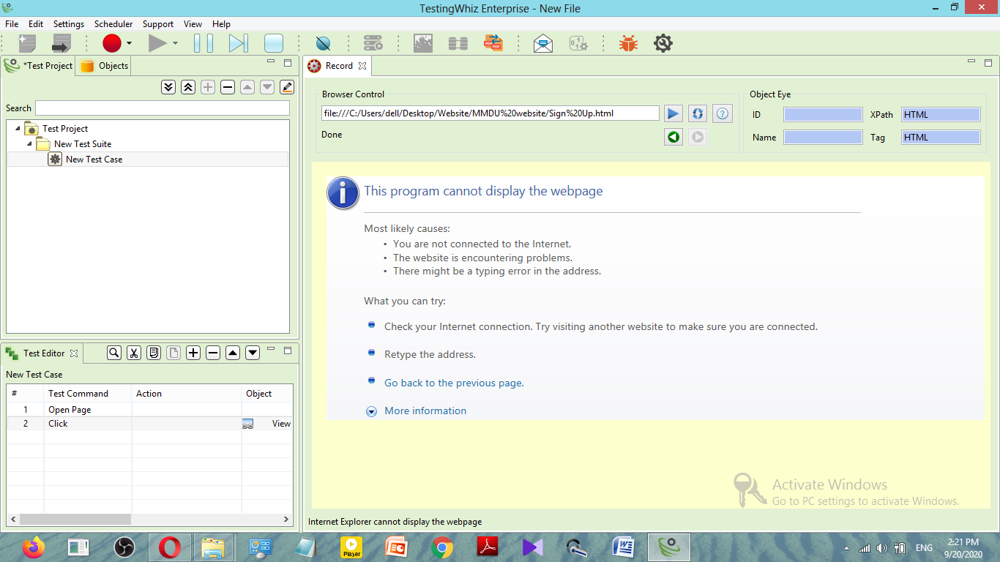 TestingWhiz Enterprise - New File
File Edit Settings Scheduler Support View Help
*Test Project Objects
Search
Test Project
New Test Suite
New Test Case
Test Editor
New Test Case
# Test Command Action Object
1 Open Page
2 Click View
Record
Browser Control
file:///C:/Users/dell/Desktop/Website/MMDU%20website/Sign%20Up.html
Done
Object Eye
ID XPath HTML
Name Tag HTML
This program cannot display the webpage
Most likely causes:
• You are not connected to the Internet.
• The website is encountering problems.
• There might be a typing error in the address.
What you can try:
Check your Internet connection. Try visiting another website to make sure you are connected.
Retype the address.
Go back to the previous page.
More information
Activate Windows
Go to PC settings to activate Windows.
Internet Explorer cannot display the webpage
Player
ENG
2:21 PM
9/20/2020